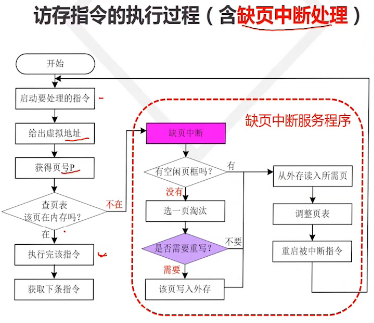 访存指令的执行过程（含缺页中断处理）
开始
启动要处理的指令
给出虚拟地址
获得页号P
查页表
该页在内存吗?
不在
在
执行完该指令
获取下条指令
缺页中断
缺页中断服务程序
有空闲页框吗?
有
没有
选一页淘汰
是否需要重写?
不要
需要
该页写入外存
从外存读入所需页
调整页表
重启被中断指令